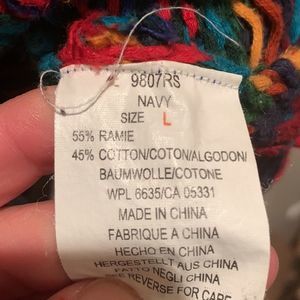 9607RS
NAVY
SIZE L
55% RAMIE
45% COTTON/COTON/ALGODON/
BAUMWOLLE/COTONE
WPL 6635/CA 05331
MADE IN CHINA
FABRIQUE A CHINA
HECHO EN CHINA
HERGESTELLT AUS CHINA
FATTO NEGLI CHINA
SEE REVERSE FOR CARE